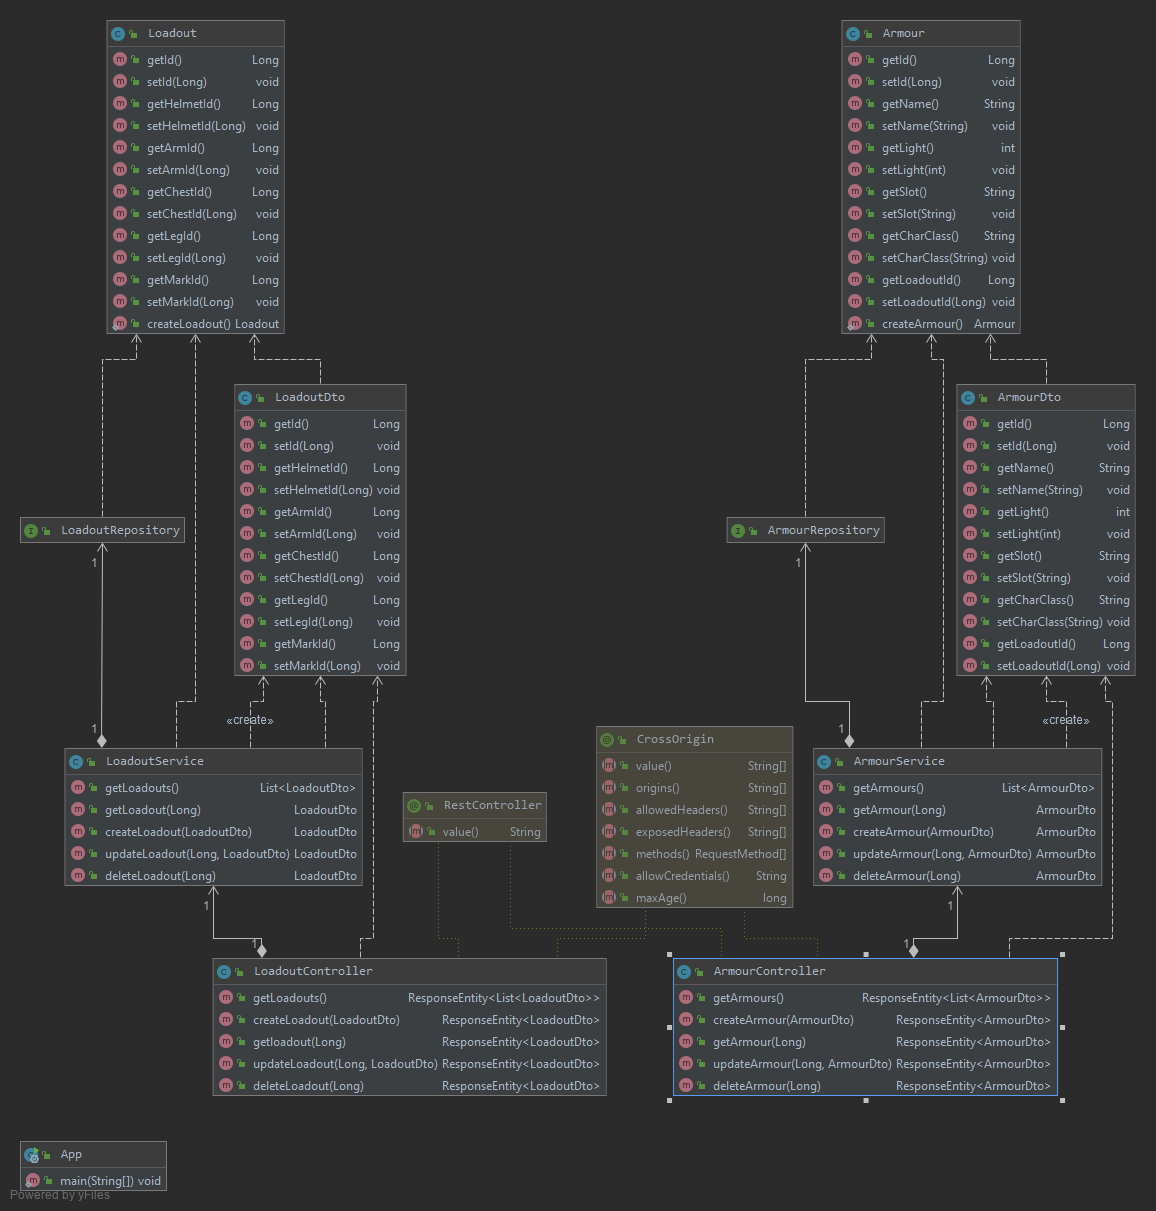 Loadout
getId() Long
setId(Long) void
getHelmetId() Long
setHelmetId(Long) void
getArmId() Long
setArmId(Long) void
getChestId() Long
setChestId(Long) void
getLegId() Long
setLegId(Long) void
getMarkId() Long
setMarkId(Long) void
createLoadout() Loadout
Armour
getId() Long
setId(Long) void
getName() String
setName(String) void
getLight() int
setLight(int) void
getSlot() String
setSlot(String) void
getCharClass() String
setCharClass(String) void
getLoadoutId() Long
setLoadoutId(Long) void
createArmour() Armour
LoadoutDto
getId() Long
setId(Long) void
getHelmetId() Long
setHelmetId(Long) void
getArmId() Long
setArmId(Long) void
getChestId() Long
setChestId(Long) void
getLegId() Long
setLegId(Long) void
getMarkId() Long
setMarkId(Long) void
ArmourDto
getId() Long
setId(Long) void
getName() String
setName(String) void
getLight() int
setLight(int) void
getSlot() String
setSlot(String) void
getCharClass() String
setCharClass(String) void
getLoadoutId() Long
setLoadoutId(Long) void
LoadoutRepository
ArmourRepository
1
1
«create»
«create»
1
1
LoadoutService
getLoadouts() List<LoadoutDto>
getLoadout(Long) LoadoutDto
createLoadout(LoadoutDto) LoadoutDto
updateLoadout(Long, LoadoutDto) LoadoutDto
deleteLoadout(Long) LoadoutDto
RestController
value() String
CrossOrigin
value() String[]
origins() String[]
allowedHeaders() String[]
exposedHeaders() String[]
methods() RequestMethod[]
allowCredentials() String
maxAge() long
ArmourService
getArmours() List<ArmourDto>
getArmour(Long) ArmourDto
createArmour(ArmourDto) ArmourDto
updateArmour(Long, ArmourDto) ArmourDto
deleteArmour(Long) ArmourDto
1
1
1
1
LoadoutController
getLoadouts() ResponseEntity<List<LoadoutDto>>
createLoadout(LoadoutDto) ResponseEntity<LoadoutDto>
getloadout(Long) ResponseEntity<LoadoutDto>
updateLoadout(Long, LoadoutDto) ResponseEntity<LoadoutDto>
deleteLoadout(Long) ResponseEntity<LoadoutDto>
ArmourController
getArmours() ResponseEntity<List<ArmourDto>>
createArmour(ArmourDto) ResponseEntity<ArmourDto>
getArmour(Long) ResponseEntity<ArmourDto>
updateArmour(Long, ArmourDto) ResponseEntity<ArmourDto>
deleteArmour(Long) ResponseEntity<ArmourDto>
App
main(String[]) void
Powered by yFiles